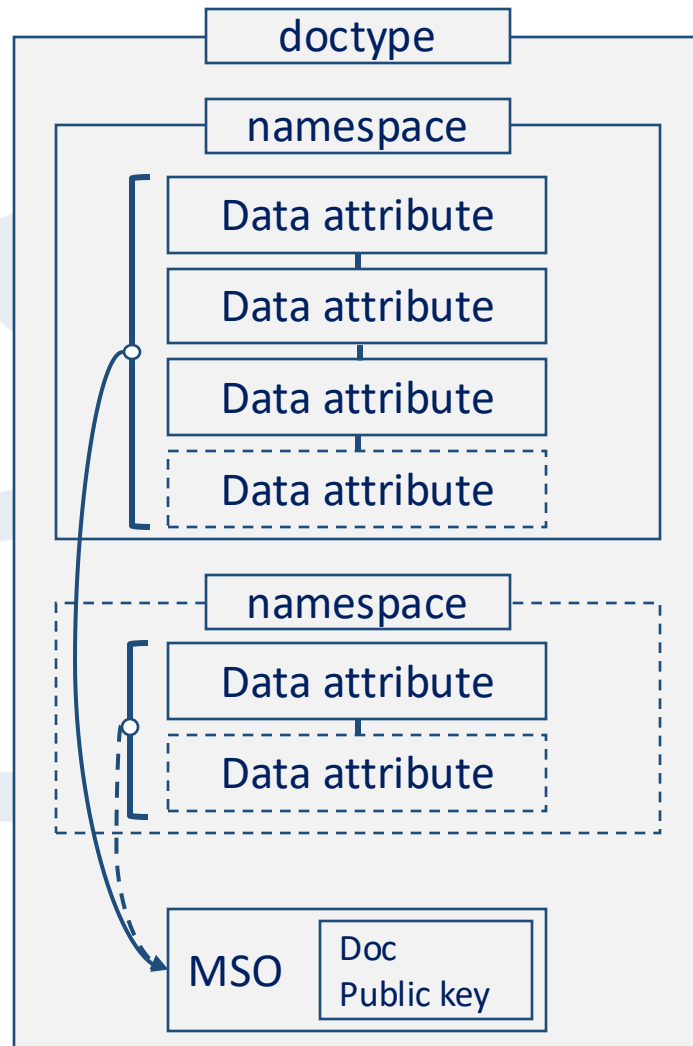 doctype
namespace
Data attribute
Data attribute
Data attribute
Data attribute
namespace
Data attribute
Data attribute
MSO
Doc
Public key